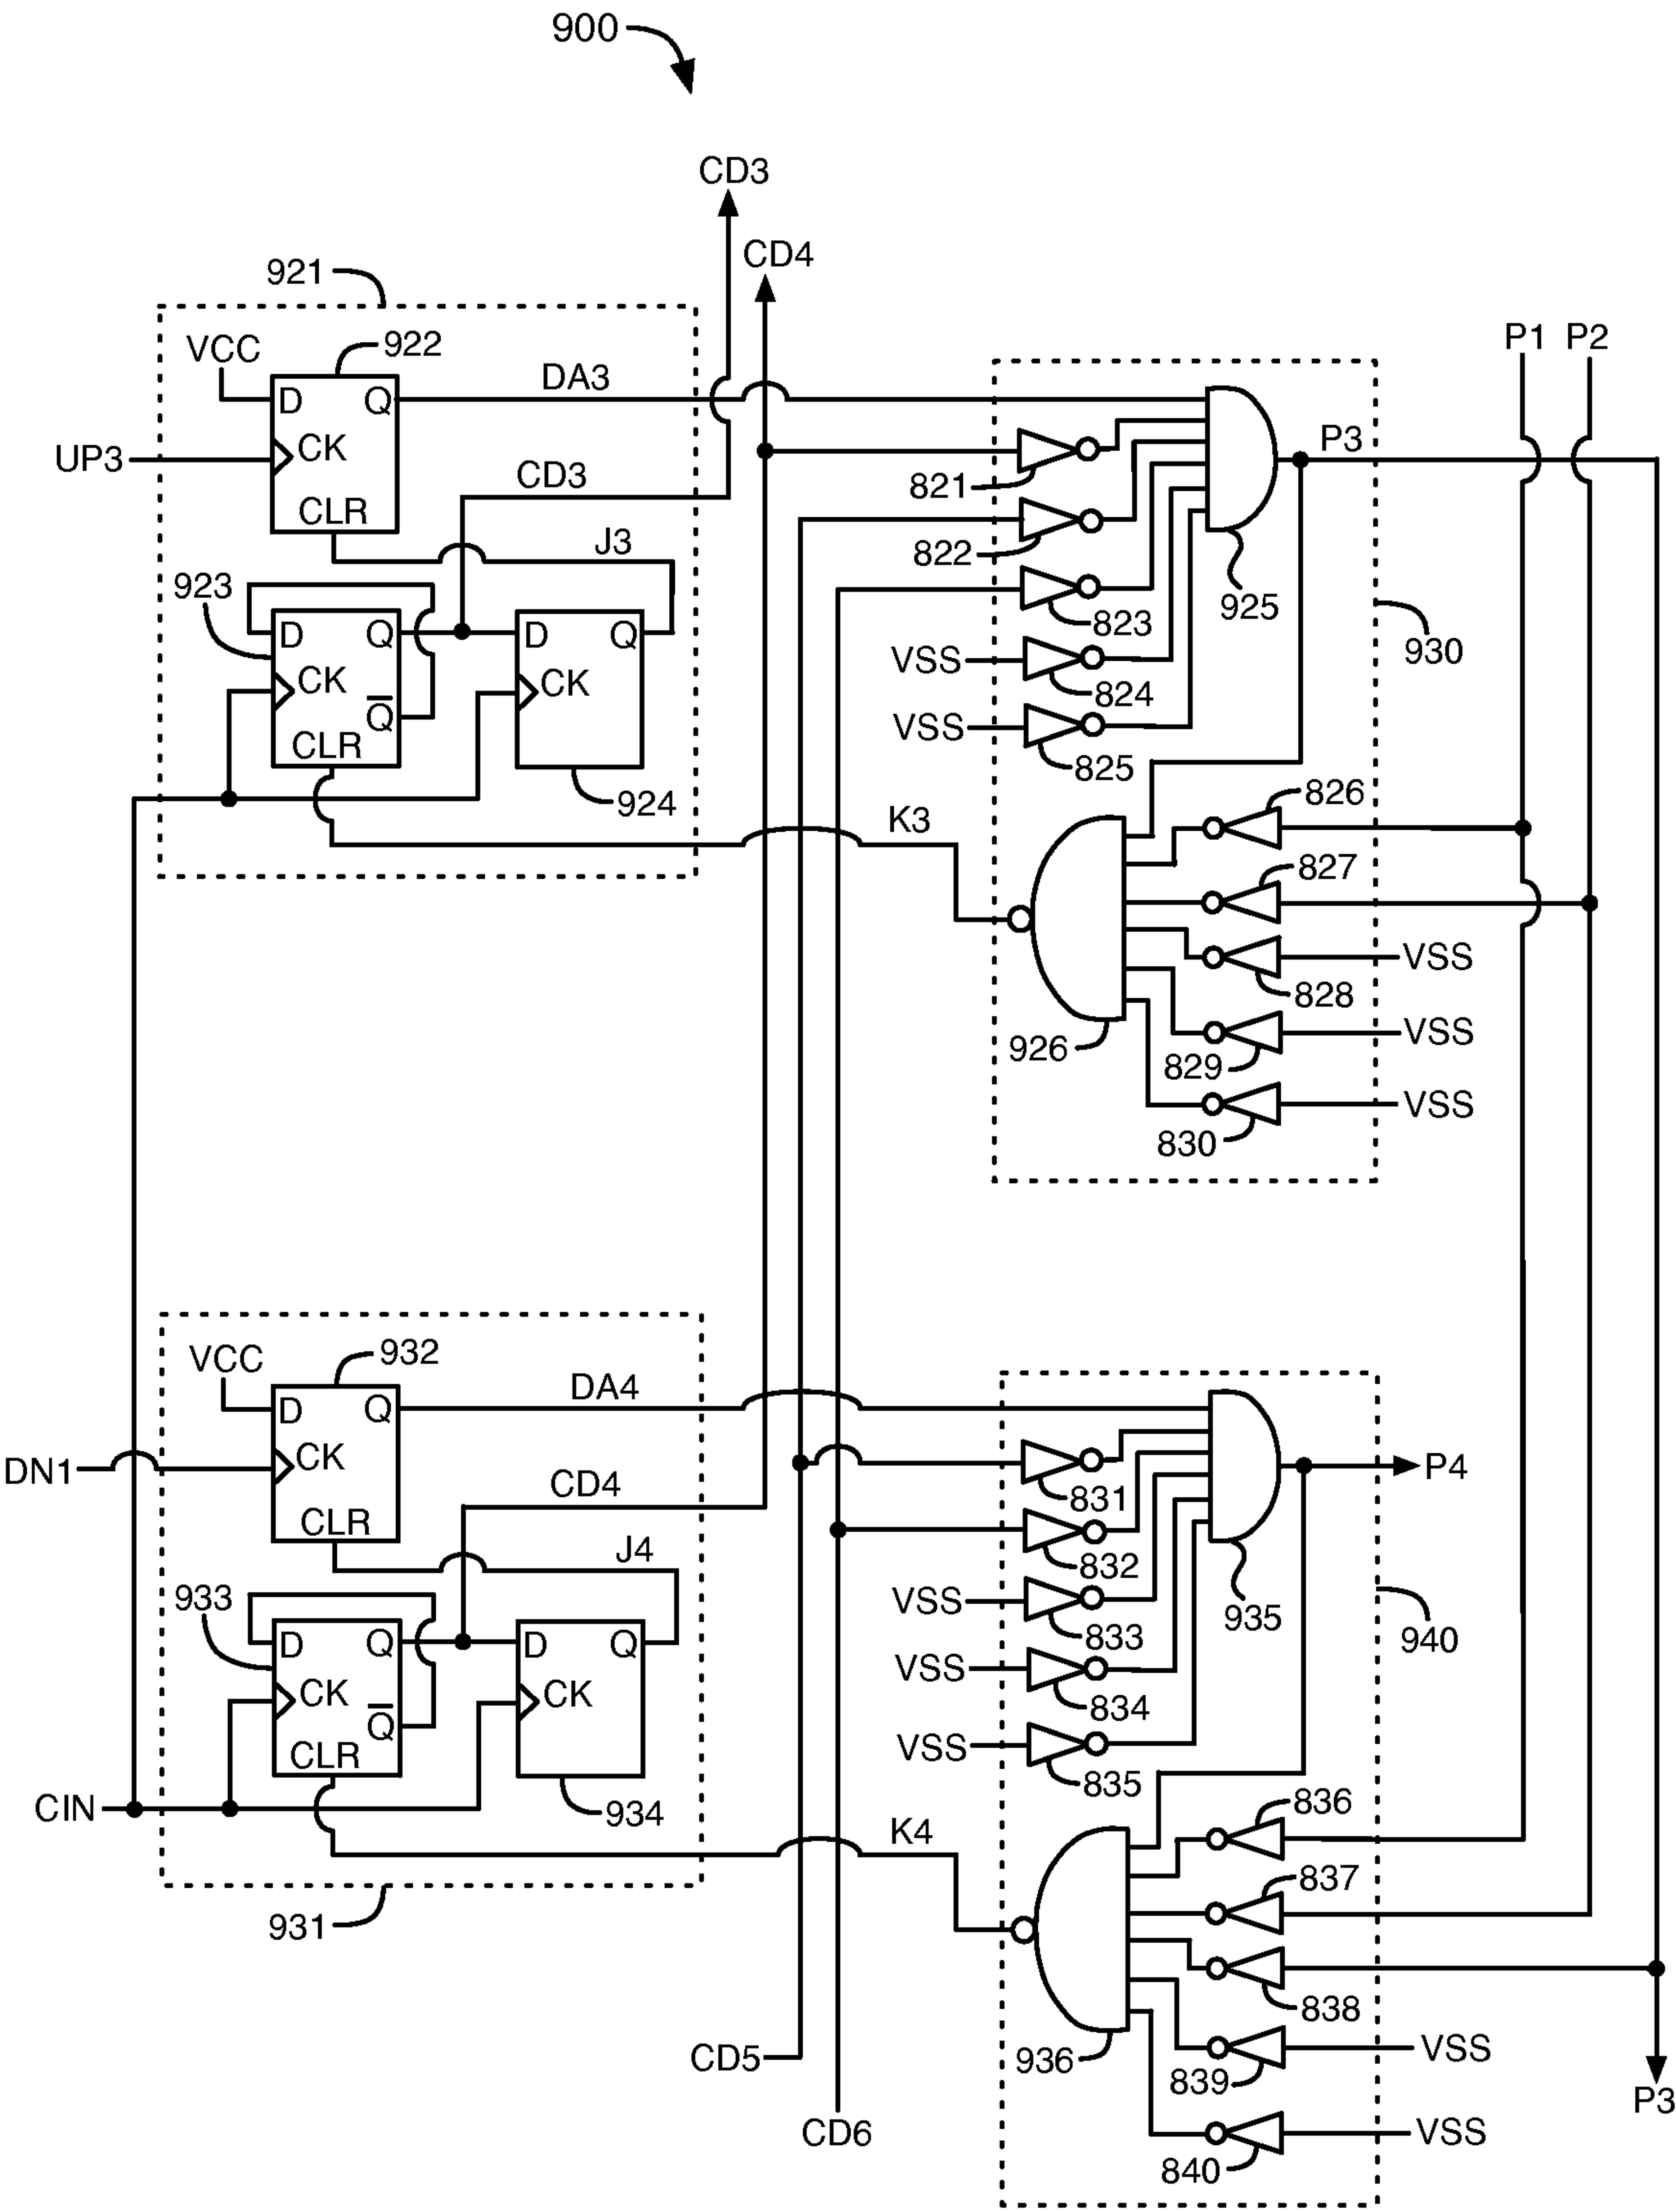 900
CD3
CD4
921
VCC
922
DA3
P1 P2
D Q
CK
CLR
UP3
P3
821
CD3
822
J3
925
923
823
930
D Q
CK
Q
CLR
D Q
CK
VSS
824
VSS
825
924
826
K3
827
VSS
828
926
VSS
829
VSS
830
VCC
932
DA4
D Q
CK
CLR
DN1
P4
831
CD4
832
J4
935
933
VSS
833
940
D Q
CK
Q
CLR
D Q
CK
VSS
834
VSS
835
CIN
934
836
K4
837
931
838
CD5
936
VSS
839
P3
CD6
VSS
840